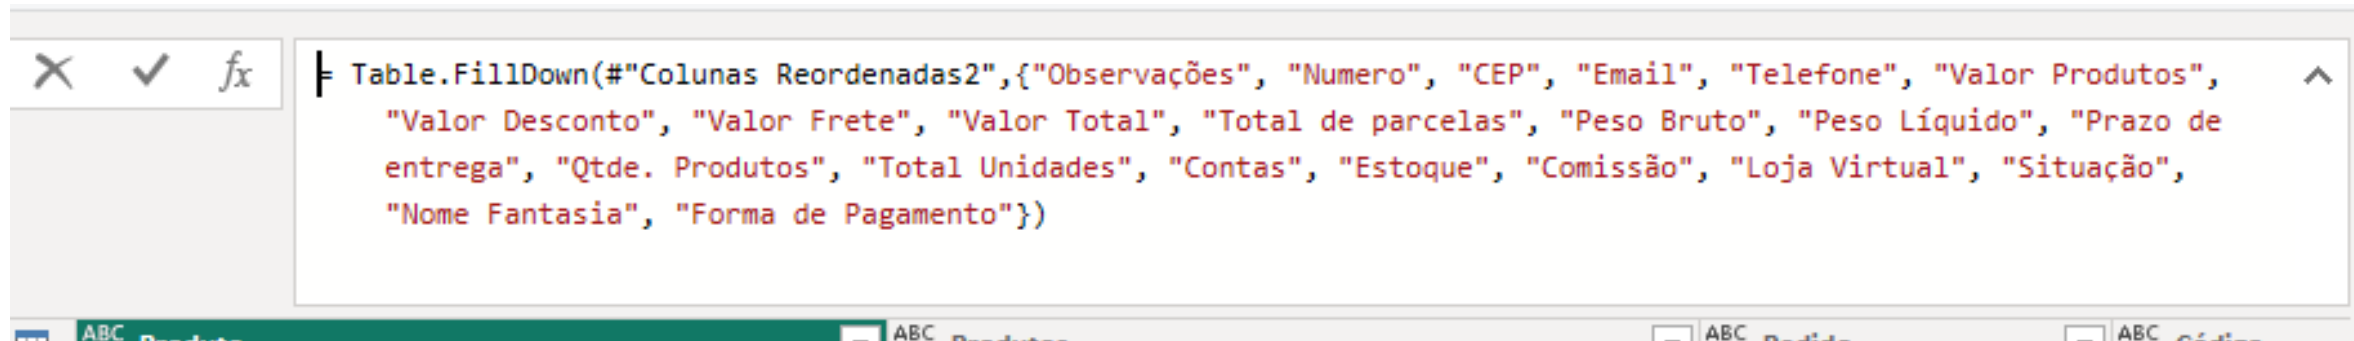 fx
= Table.FillDown(#"Colunas Reordenadas2",{"Observações", "Numero", "CEP", "Email", "Telefone", "Valor Produtos",
"Valor Desconto", "Valor Frete", "Valor Total", "Total de parcelas", "Peso Bruto", "Peso Líquido", "Prazo de
entrega", "Qtde. Produtos", "Total Unidades", "Contas", "Estoque", "Comissão", "Loja Virtual", "Situação",
"Nome Fantasia", "Forma de Pagamento"})
ABC ABC ABC ABC